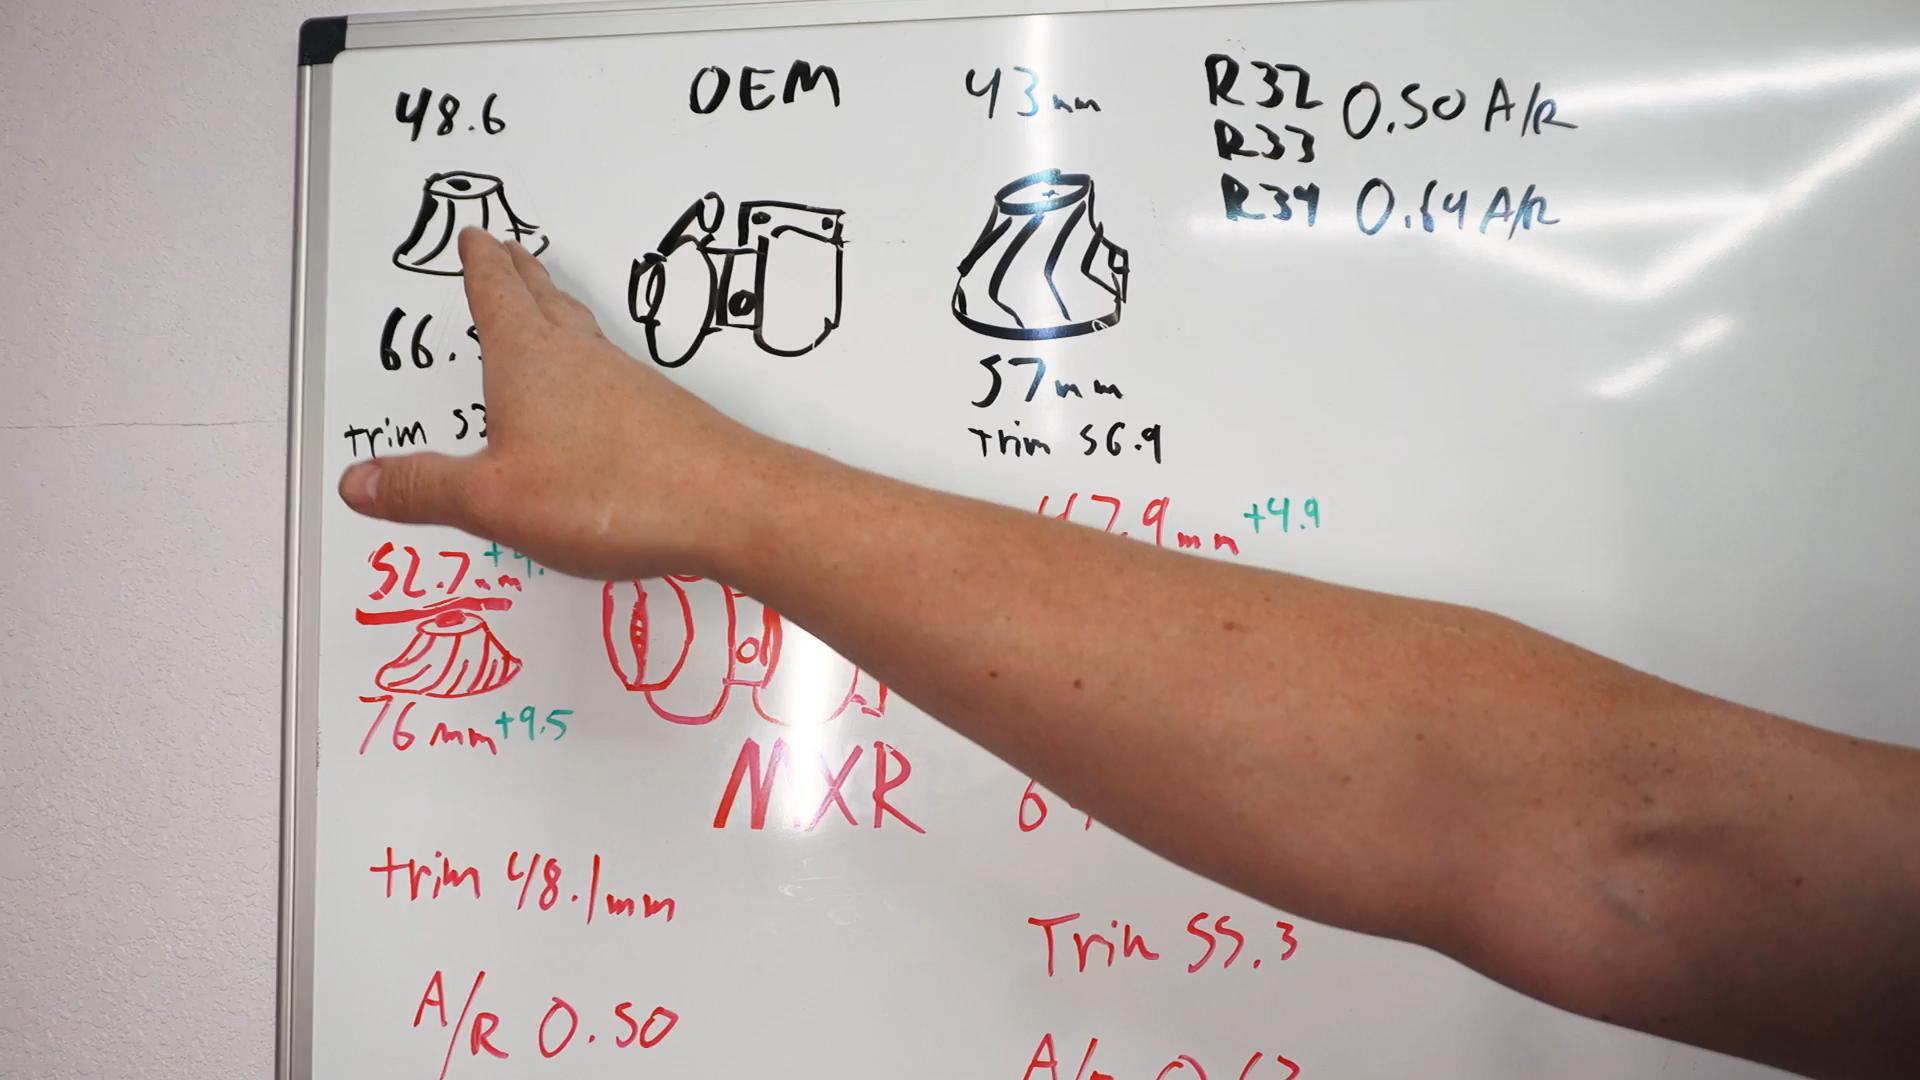 OEM
48.6
66.
trim 53
43mm
57mm
Trim 56.9
R32
R33
0.50 A/R
R34 0.64 A/R
52.7mm
76mm +9.5
trim 48.1mm
A/R 0.50
NXR
47.9mm +4.9
Trim 55.3